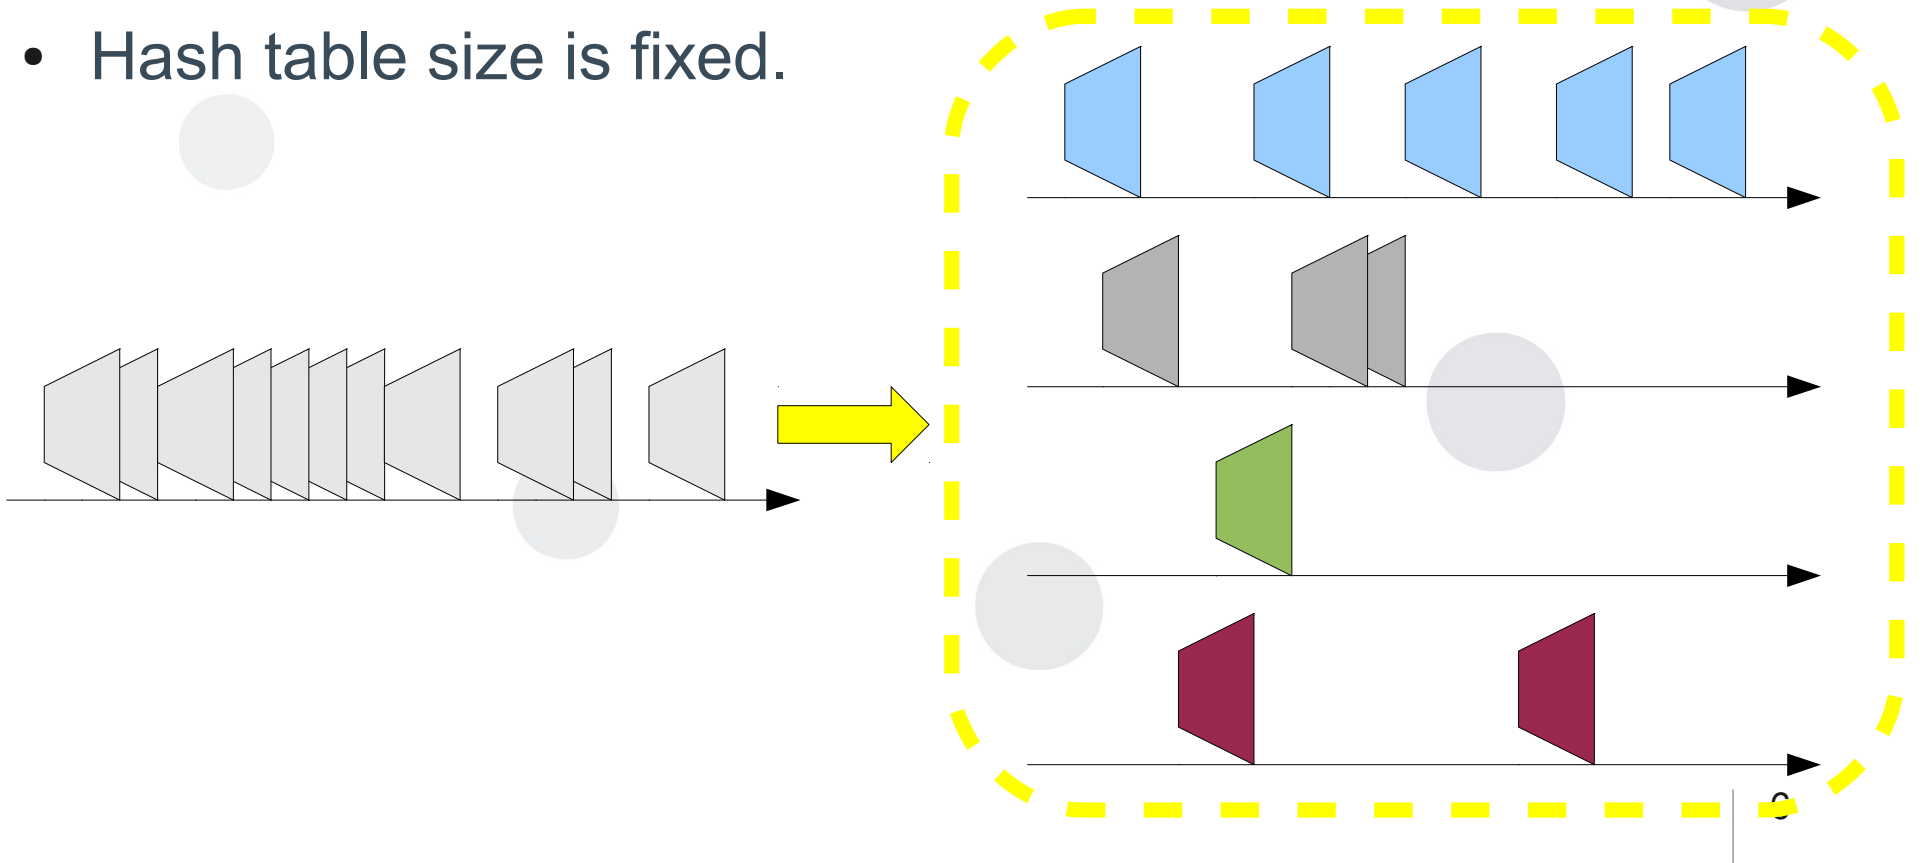 • Hash table size is fixed.